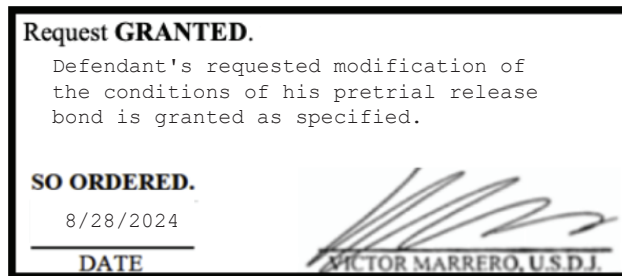 Request GRANTED.
Defendant's requested modification of
the conditions of his pretrial release
bond is granted as specified.
SO ORDERED.
8/28/2024
DATE
VICTOR MARRERO, U.S.D.J.